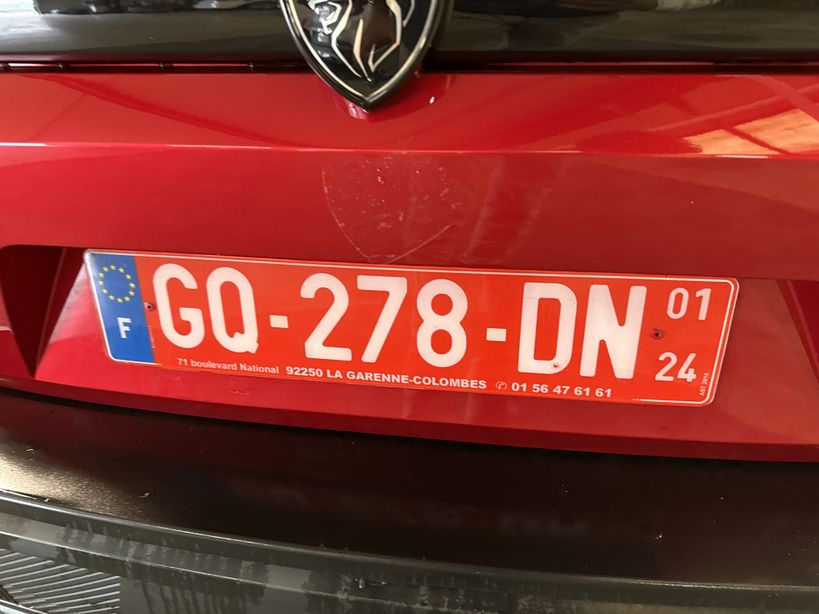 F GQ-278-DN 01 24
71 boulevard National 92250 LA GARENNE-COLOMBES ✆ 01 56 47 61 61